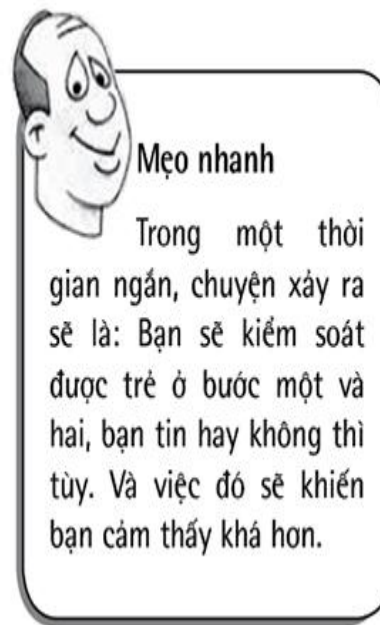 Mẹo nhanh
Trong một thời
gian ngắn, chuyện xảy ra
sẽ là: Bạn sẽ kiểm soát
được trẻ ở bước một và
hai, bạn tin hay không thì
tùy. Và việc đó sẽ khiến
bạn cảm thấy khá hơn.